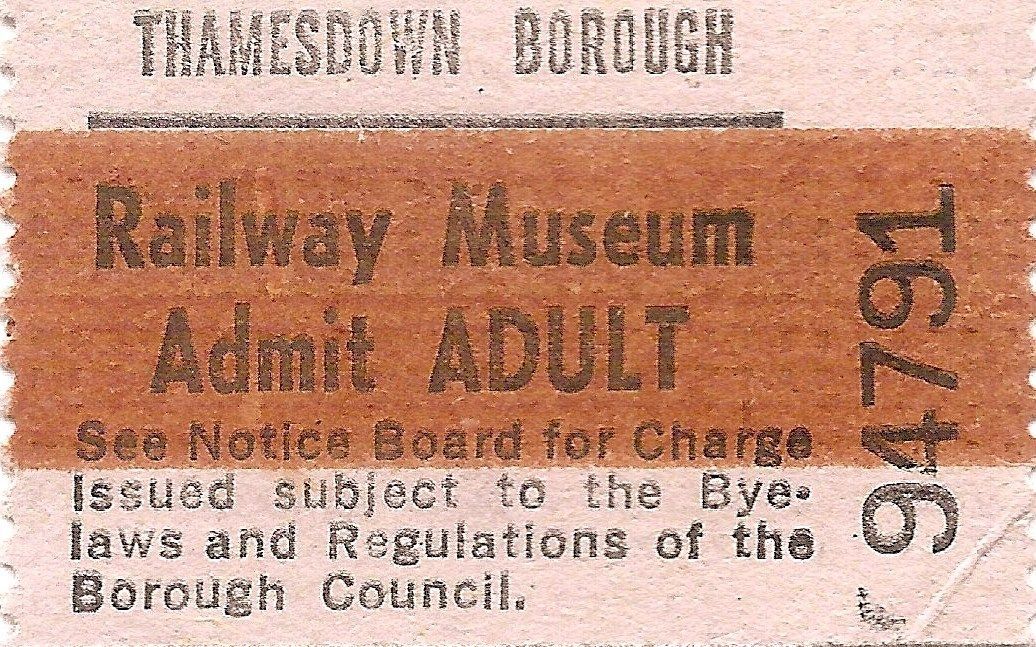 THAMESDOWN BOROUGH
Railway Museum
Admit ADULT
See Notice Board for Charge
Issued subject to the Bye-
laws and Regulations of the
Borough Council.
94791